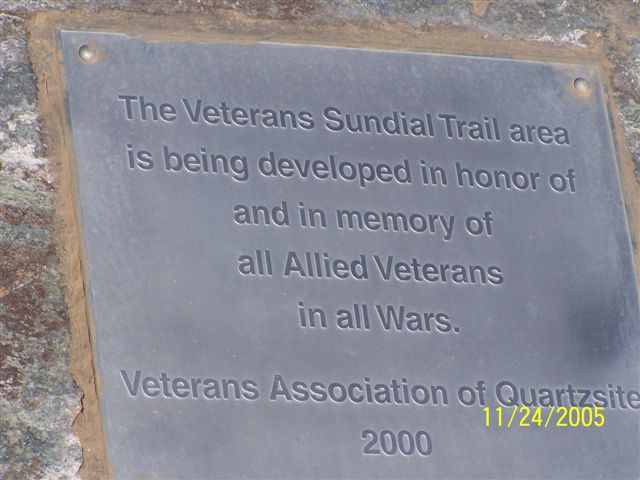 The Veterans Sundial Trail area
is being developed in honor of
and in memory of
all Allied Veterans
in all Wars.
Veterans Association of Quartzsite
11/24/2005
2000